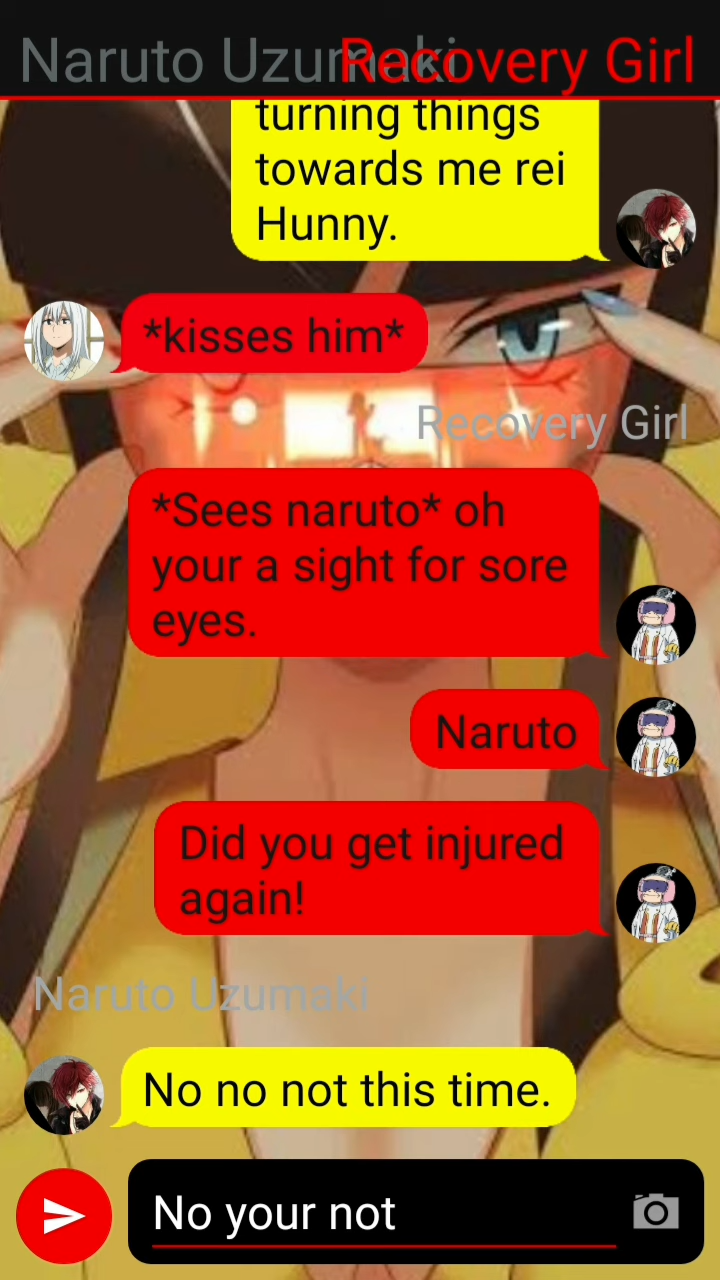 Naruto Uzumaki
Recovery Girl
turning things
towards me rei
Hunny.
*kisses him*
Recovery Girl
*Sees naruto* oh
your a sight for sore
eyes.
Naruto
Did you get injured
again!
Naruto Uzumaki
No no not this time.
No your not